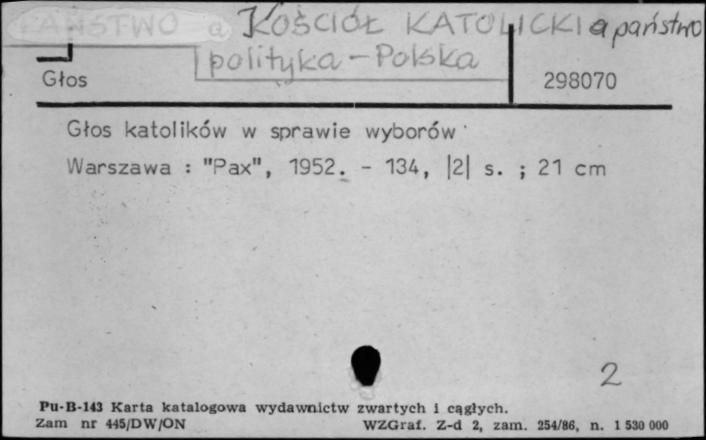 PAŃSTWO a KOŚCIÓŁ KATOLICKI a państwo
polityka - Polska
Głos
298070
Głos katolików w sprawie wyborów
Warszawa : "Pax", 1952. - 134, |2| s. ; 21 cm
2
Pu-B-143 Karta katalogowa wydawnictw zwartych i cągłych.
Zam nr 445/DW/ON WZGraf. Z-d 2, zam. 254/86, n. 1 530 000